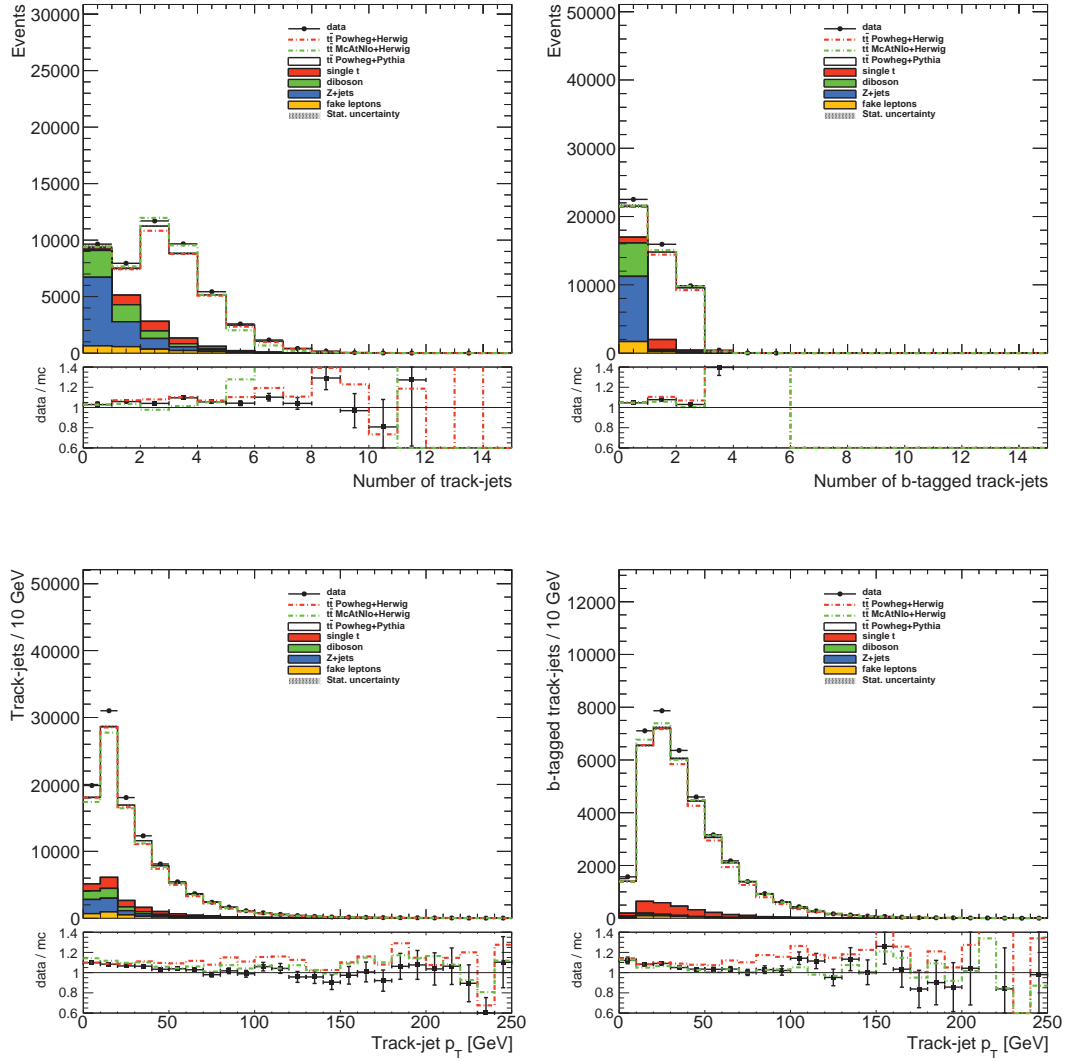 Events
30000
25000
20000
15000
10000
5000
0
data
tt̄ Powheg+Herwig
tt̄ McAtNlo+Herwig
tt̄ Powheg+Pythia
single t
diboson
Z+jets
fake leptons
Stat. uncertainty
data / mc
1.4
1.2
1
0.8
0.6
0 2 4 6 8 10 12 14
Number of track-jets
Events
50000
40000
30000
20000
10000
0
data
tt̄ Powheg+Herwig
tt̄ McAtNlo+Herwig
tt̄ Powheg+Pythia
single t
diboson
Z+jets
fake leptons
Stat. uncertainty
data / mc
1.4
1.2
1
0.8
0.6
0 2 4 6 8 10 12 14
Number of b-tagged track-jets
Track-jets / 10 GeV
50000
40000
30000
20000
10000
0
data
tt̄ Powheg+Herwig
tt̄ McAtNlo+Herwig
tt̄ Powheg+Pythia
single t
diboson
Z+jets
fake leptons
Stat. uncertainty
data / mc
1.4
1.2
1
0.8
0.6
0 50 100 150 200 250
Track-jet p_T [GeV]
b-tagged track-jets / 10 GeV
12000
10000
8000
6000
4000
2000
0
data
tt̄ Powheg+Herwig
tt̄ McAtNlo+Herwig
tt̄ Powheg+Pythia
single t
diboson
Z+jets
fake leptons
Stat. uncertainty
data / mc
1.4
1.2
1
0.8
0.6
0 50 100 150 200 250
Track-jet p_T [GeV]